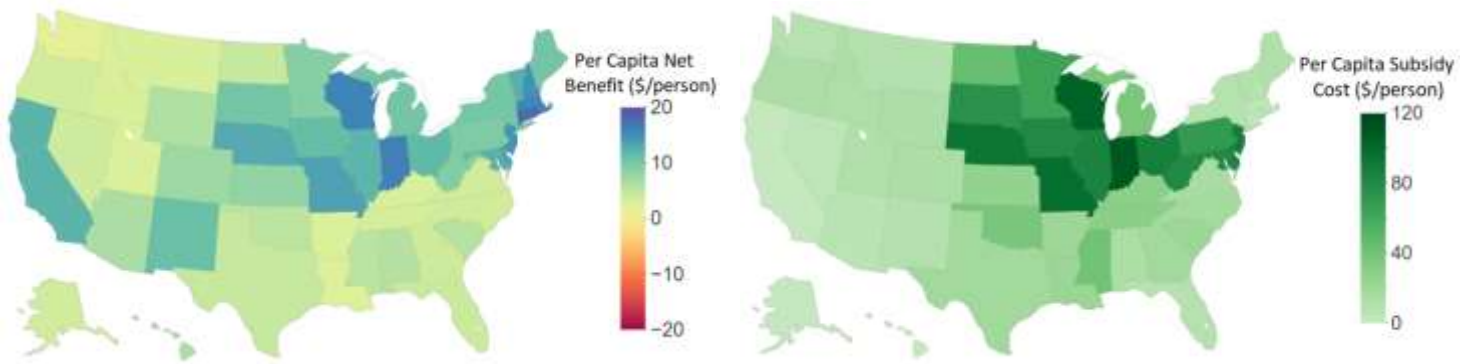 Per Capita Net
Benefit ($/person)
20
10
0
−10
−20
Per Capita Subsidy
Cost ($/person)
120
80
40
0